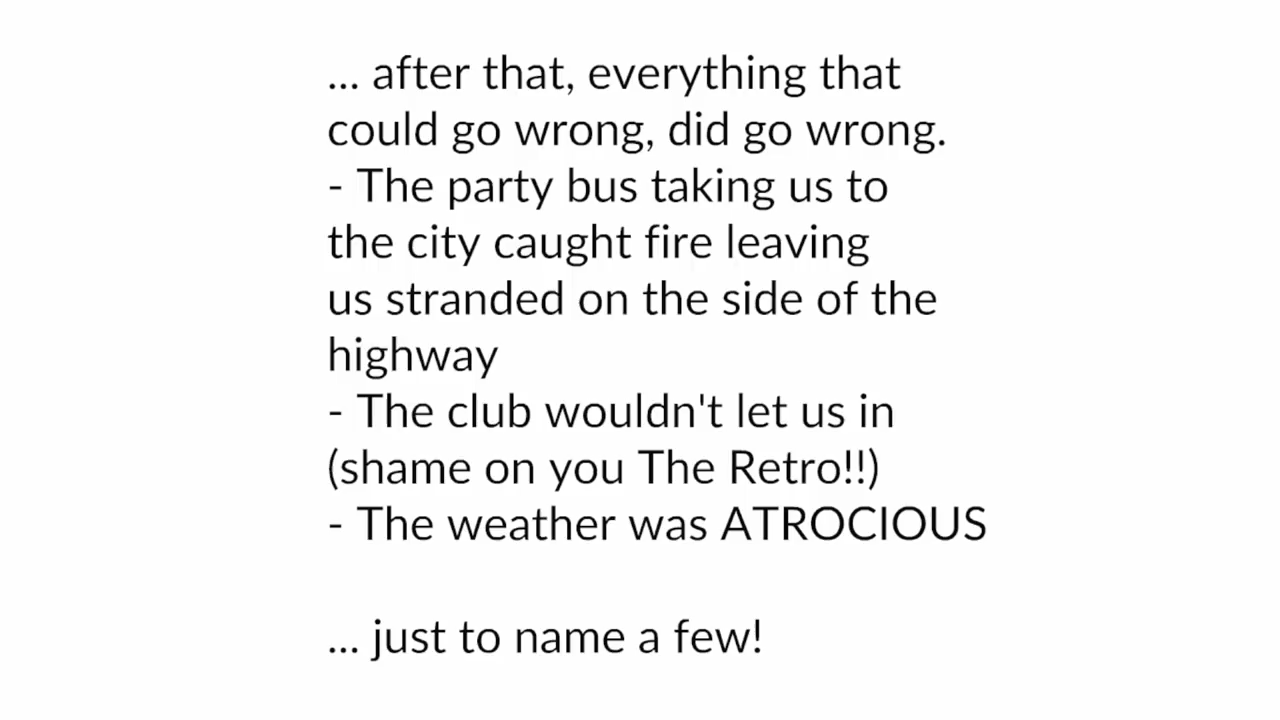 ... after that, everything that
could go wrong, did go wrong.
- The party bus taking us to
the city caught fire leaving
us stranded on the side of the
highway
- The club wouldn't let us in
(shame on you The Retro!!)
- The weather was ATROCIOUS
... just to name a few!